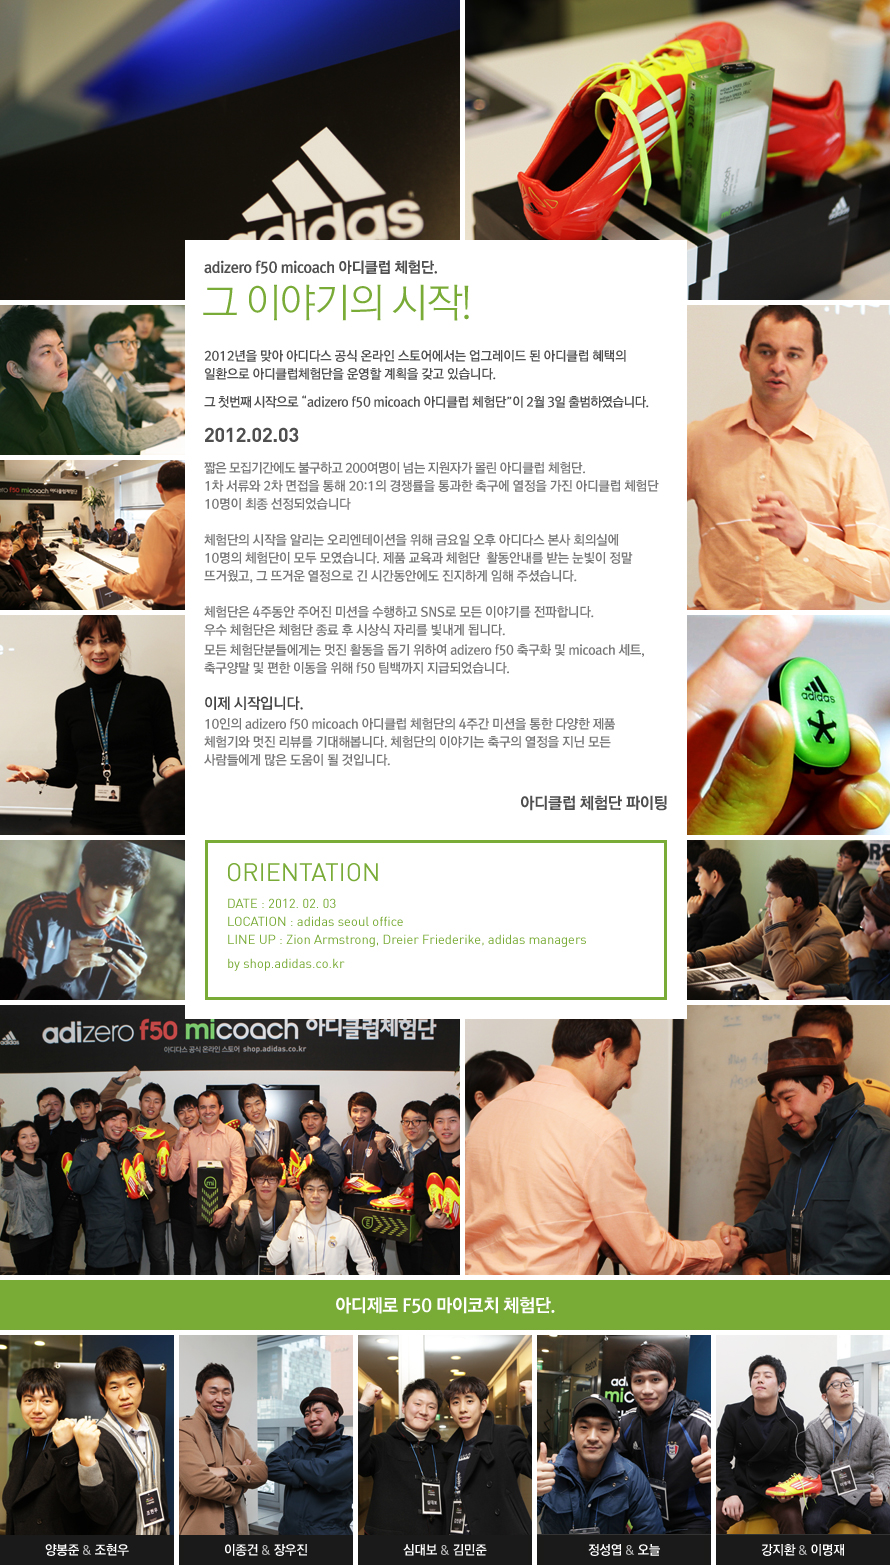 adidas
adidas
micoach
adizero f50 micoach 아디클럽 체험단.
그 이야기의 시작!
2012년을 맞아 아디다스 공식 온라인 스토어에서는 업그레이드 된 아디클럽 혜택의
일환으로 아디클럽체험단을 운영할 계획을 갖고 있습니다.
그 첫번째 시작으로 “adizero f50 micoach 아디클럽 체험단”이 2월 3일 출범하였습니다.
2012.02.03
짧은 모집기간에도 불구하고 200여명이 넘는 지원자가 몰린 아디클럽 체험단.
1차 서류와 2차 면접을 통해 20:1의 경쟁률을 통과한 축구에 열정을 가진 아디클럽 체험단
10명이 최종 선정되었습니다
체험단의 시작을 알리는 오리엔테이션을 위해 금요일 오후 아디다스 본사 회의실에
10명의 체험단이 모두 모였습니다. 제품 교육과 체험단 활동안내를 받는 눈빛이 정말
뜨거웠고, 그 뜨거운 열정으로 긴 시간동안에도 진지하게 임해 주셨습니다.
체험단은 4주동안 주어진 미션을 수행하고 SNS로 모든 이야기를 전파합니다.
우수 체험단은 체험단 종료 후 시상식 자리를 빛내게 됩니다.
모든 체험단분들에게는 멋진 활동을 돕기 위하여 adizero f50 축구화 및 micoach 세트,
축구양말 및 편한 이동을 위해 f50 팀백까지 지급되었습니다.
이제 시작입니다.
10인의 adizero f50 micoach 아디클럽 체험단의 4주간 미션을 통한 다양한 제품
체험기와 멋진 리뷰를 기대해봅니다. 체험단의 이야기는 축구의 열정을 지닌 모든
사람들에게 많은 도움이 될 것입니다.
아디클럽 체험단 파이팅
ORIENTATION
DATE : 2012. 02. 03
LOCATION : adidas seoul office
LINE UP : Zion Armstrong, Dreier Friederike, adidas managers
by shop.adidas.co.kr
f50 micoach 아디클럽체험단
adidas
adizero f50 micoach 아디클럽체험단
아디다스 공식 온라인 스토어 shop.adidas.co.kr
아디제로 F50 마이코치 체험단.
양봉준 & 조현우
이종건 & 장우진
심대보 & 김민준
정성엽 & 오늘
강지환 & 이명재